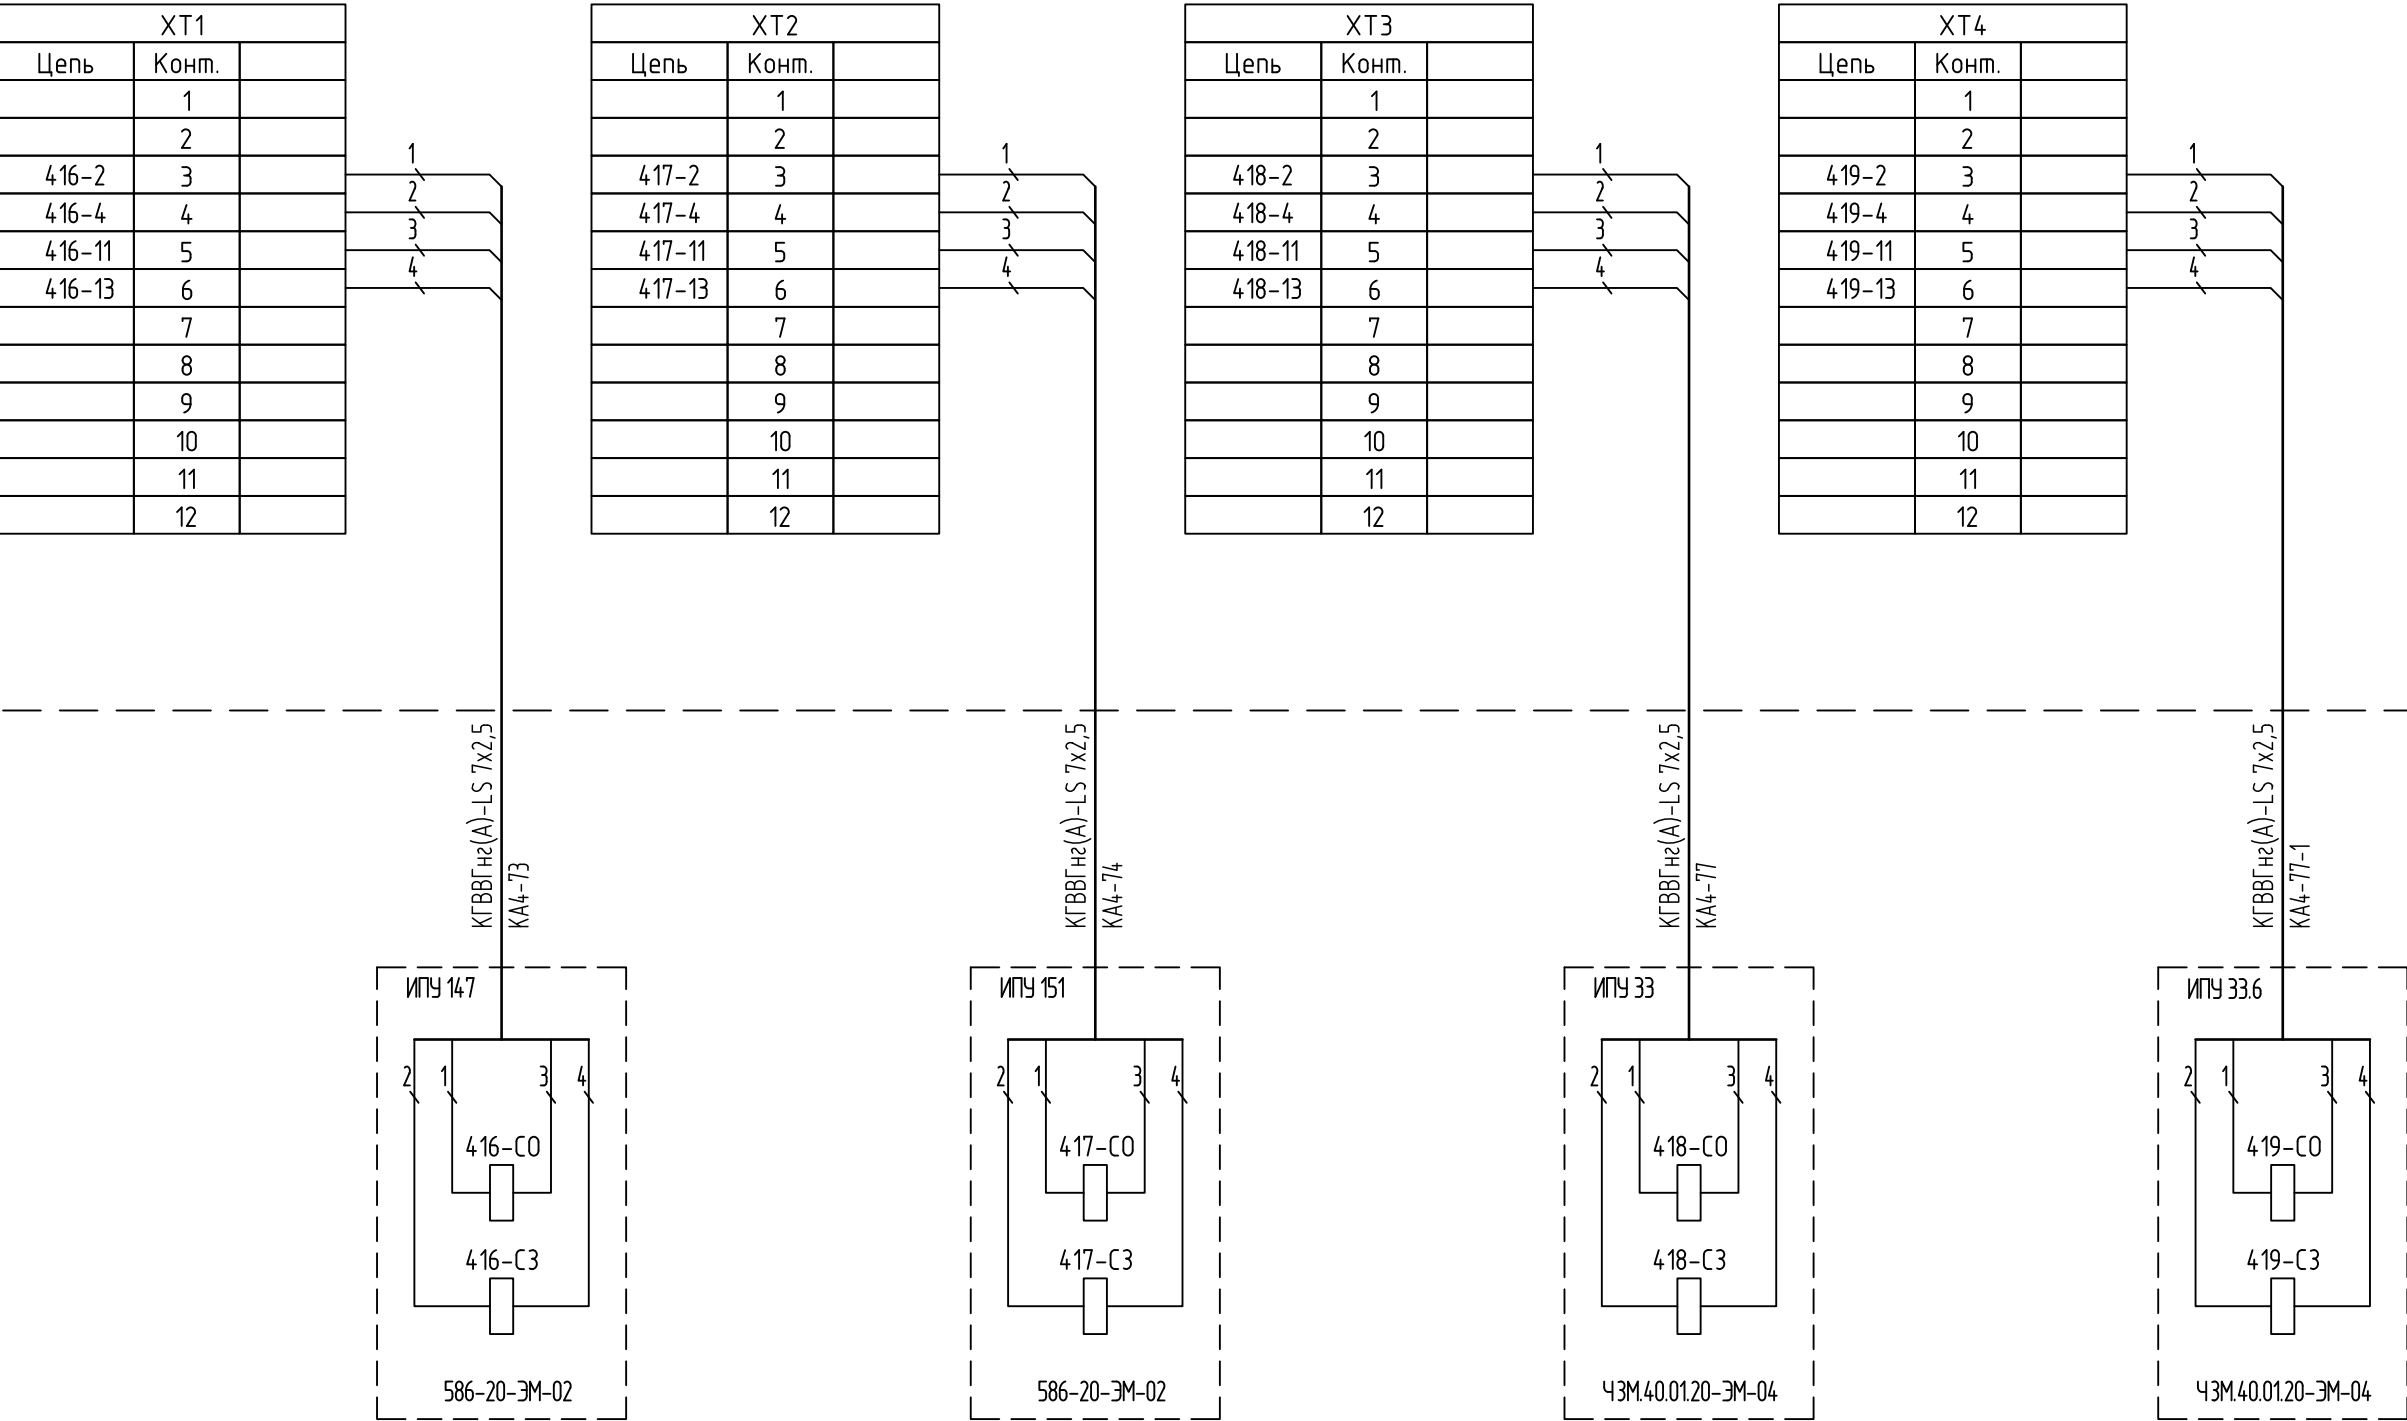 XT1
Цепь Конт.
1
2
416-2 3
416-4 4
416-11 5
416-13 6
7
8
9
10
11
12
1
2
3
4
XT2
Цепь Конт.
1
2
417-2 3
417-4 4
417-11 5
417-13 6
7
8
9
10
11
12
1
2
3
4
XT3
Цепь Конт.
1
2
418-2 3
418-4 4
418-11 5
418-13 6
7
8
9
10
11
12
1
2
3
4
XT4
Цепь Конт.
1
2
419-2 3
419-4 4
419-11 5
419-13 6
7
8
9
10
11
12
1
2
3
4
КГВВГнг(А)-LS 7х2,5
КА4-73
КГВВГнг(А)-LS 7х2,5
КА4-74
КГВВГнг(А)-LS 7х2,5
КА4-77
КГВВГнг(А)-LS 7х2,5
КА4-77-1
ИПУ 147
2 1 3 4
416-СО
416-СЗ
586-20-ЭМ-02
ИПУ 151
2 1 3 4
417-СО
417-СЗ
586-20-ЭМ-02
ИПУ 33
2 1 3 4
418-СО
418-СЗ
ЧЗМ.40.01.20-ЭМ-04
ИПУ 33.6
2 1 3 4
419-СО
419-СЗ
ЧЗМ.40.01.20-ЭМ-04